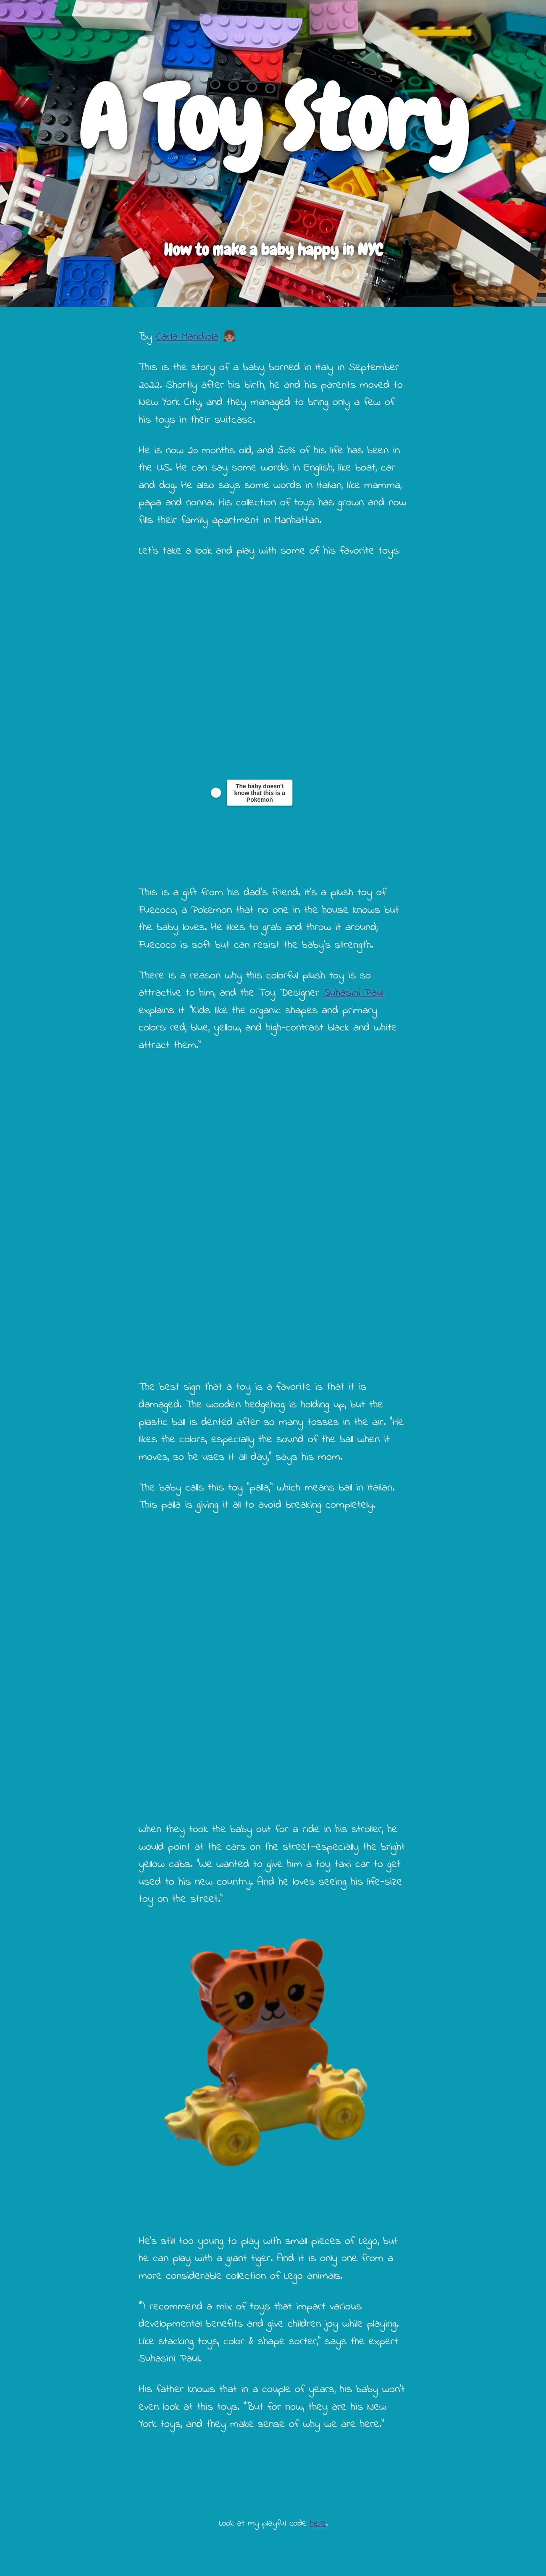 A Toy Story
How to make a baby happy in NYC
By Carla Mandiola 👧🏽
This is the story of a baby borned in Italy in September
2022. Shortly after his birth, he and his parents moved to
New York City, and they managed to bring only a few of
his toys in their suitcase.
He is now 20 months old, and 50% of his life has been in
the US. He can say some words in English, like boat, car
and dog. He also says some words in Italian, like mamma,
papa and nonna. His collection of toys has grown and now
fills their family apartment in Manhattan.
Let's take a look and play with some of his favorite toys:
The baby doesn't
know that this is a
Pokemon
This is a gift from his dad's friend. It's a plush toy of
Fuecoco, a Pokemon that no one in the house knows but
the baby loves. He likes to grab and throw it around;
Fuecoco is soft but can resist the baby's strength.
There is a reason why this colorful plush toy is so
attractive to him, and the Toy Designer Suhasini Paul
explains it: "Kids like the organic shapes and primary
colors: red, blue, yellow, and high-contrast black and white
attract them."
The best sign that a toy is a favorite is that it is
damaged. The wooden hedgehog is holding up, but the
plastic ball is dented after so many tosses in the air. "He
likes the colors, especially the sound of the ball when it
moves, so he uses it all day," says his mom.
The baby calls this toy "palla," which means ball in Italian.
This palla is giving it all to avoid breaking completely.
When they took the baby out for a ride in his stroller, he
would point at the cars on the street—especially the bright
yellow cabs. "We wanted to give him a toy taxi car to get
used to his new country. And he loves seeing his life-size
toy on the street."
He's still too young to play with small pieces of Lego, but
he can play with a giant tiger. And it is only one from a
more considerable collection of Lego animals.
""I recommend a mix of toys that impart various
developmental benefits and give children joy while playing.
Like stacking toys, color & shape sorter," says the expert
Suhasini Paul.
His father knows that in a couple of years, his baby won't
even look at this toys. "But for now, they are his New
York toys, and they make sense of why we are here."
Look at my playful code here.